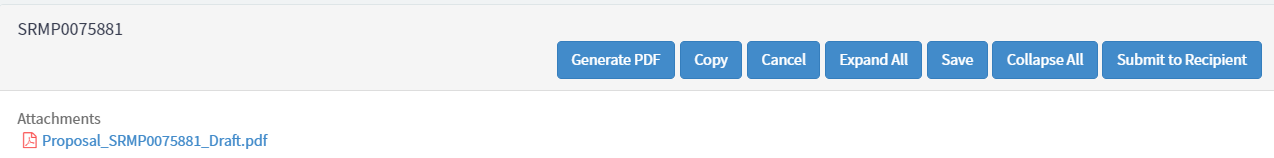 SRMP0075881
Generate PDF Copy Cancel Expand All Save Collapse All Submit to Recipient
Attachments
Proposal_SRMP0075881_Draft.pdf